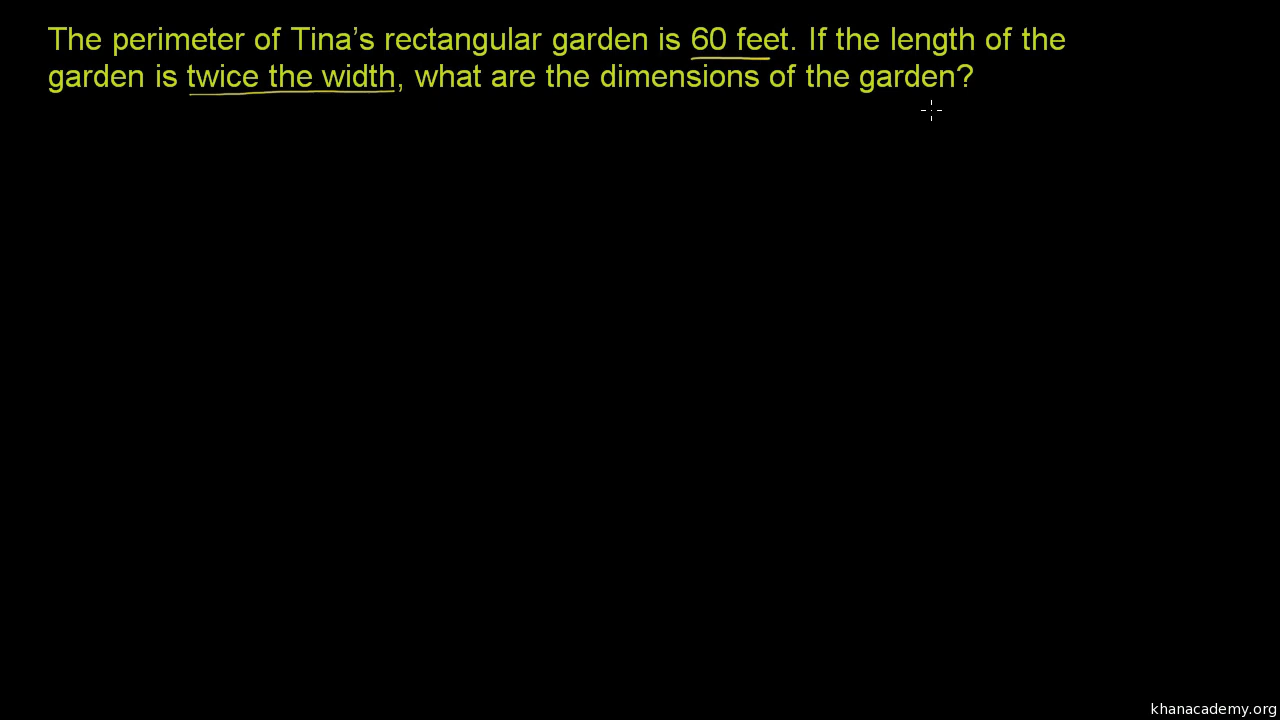 The perimeter of Tina’s rectangular garden is 60 feet. If the length of the
garden is twice the width, what are the dimensions of the garden?
khanacademy.org